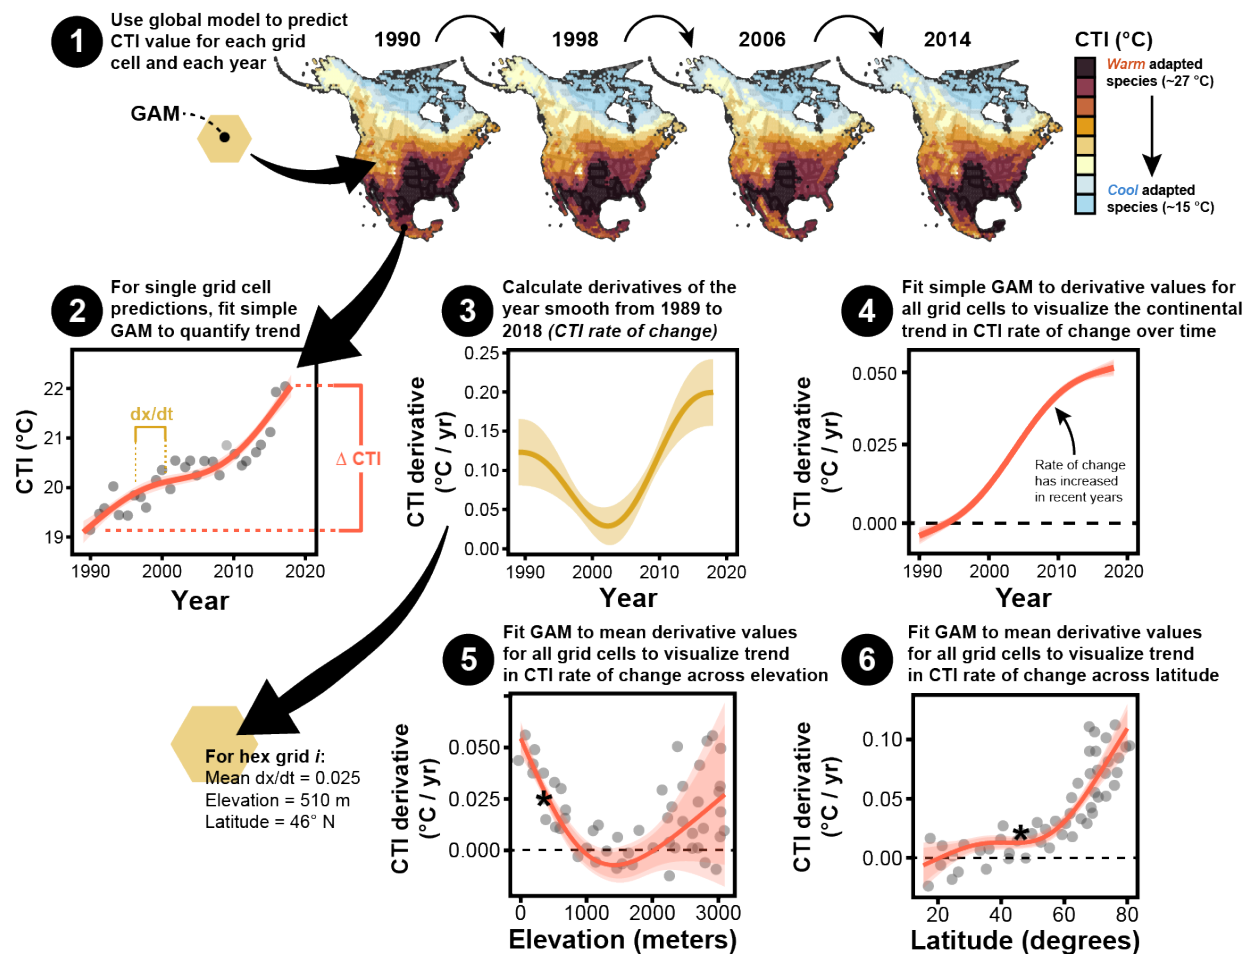 1
Use global model to predict
CTI value for each grid
cell and each year
GAM
1990
1998
2006
2014
CTI (°C)
Warm adapted
species (~27 °C)
Cool adapted
species (~15 °C)
2
For single grid cell
predictions, fit simple
GAM to quantify trend
CTI (°C)
22
21
20
19
dx/dt
Δ CTI
1990
2000
2010
2020
Year
3
Calculate derivatives of the
year smooth from 1989 to
2018 (CTI rate of change)
CTI derivative
(°C / yr)
0.25
0.20
0.15
0.10
0.05
0.00
1990
2000
2010
2020
Year
4
Fit simple GAM to derivative values for
all grid cells to visualize the continental
trend in CTI rate of change over time
CTI derivative
(°C / yr)
0.050
0.025
0.000
Rate of change
has increased
in recent years
1990
2000
2010
2020
Year
For hex grid i:
Mean dx/dt = 0.025
Elevation = 510 m
Latitude = 46° N
5
Fit GAM to mean derivative values
for all grid cells to visualize trend
in CTI rate of change across elevation
CTI derivative
(°C / yr)
0.050
0.025
0.000
*
0
1000
2000
3000
Elevation (meters)
6
Fit GAM to mean derivative values
for all grid cells to visualize trend
in CTI rate of change across latitude
CTI derivative
(°C / yr)
0.10
0.05
0.00
*
20
40
60
80
Latitude (degrees)